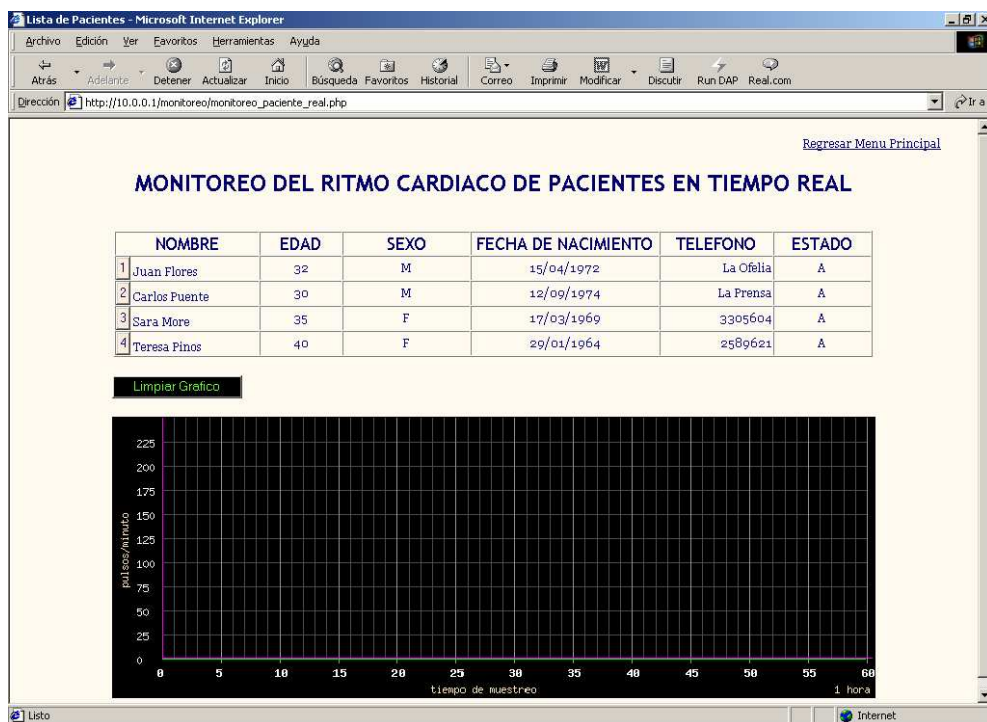 Lista de Pacientes - Microsoft Internet Explorer
Archivo Edición Ver Favoritos Herramientas Ayuda
Atrás Adelante Detener Actualizar Inicio Búsqueda Favoritos Historial Correo Imprimir Modificar Discutir Run DAP Real.com
Dirección http://10.0.0.1/monitoreo/monitoreo_paciente_real.php Ir a
Regresar Menu Principal
MONITOREO DEL RITMO CARDIACO DE PACIENTES EN TIEMPO REAL
NOMBRE EDAD SEXO FECHA DE NACIMIENTO TELEFONO ESTADO
1 Juan Flores 32 M 15/04/1972 La Ofelia A
2 Carlos Puente 30 M 12/09/1974 La Prensa A
3 Sara More 35 F 17/03/1969 3305604 A
4 Teresa Pinos 40 F 29/01/1964 2589621 A
Limpiar Grafico
pulsos/minuto
225
200
175
150
125
100
75
50
25
0
0 5 10 15 20 25 30 35 40 45 50 55 60
tiempo de muestreo 1 hora
Listo Internet